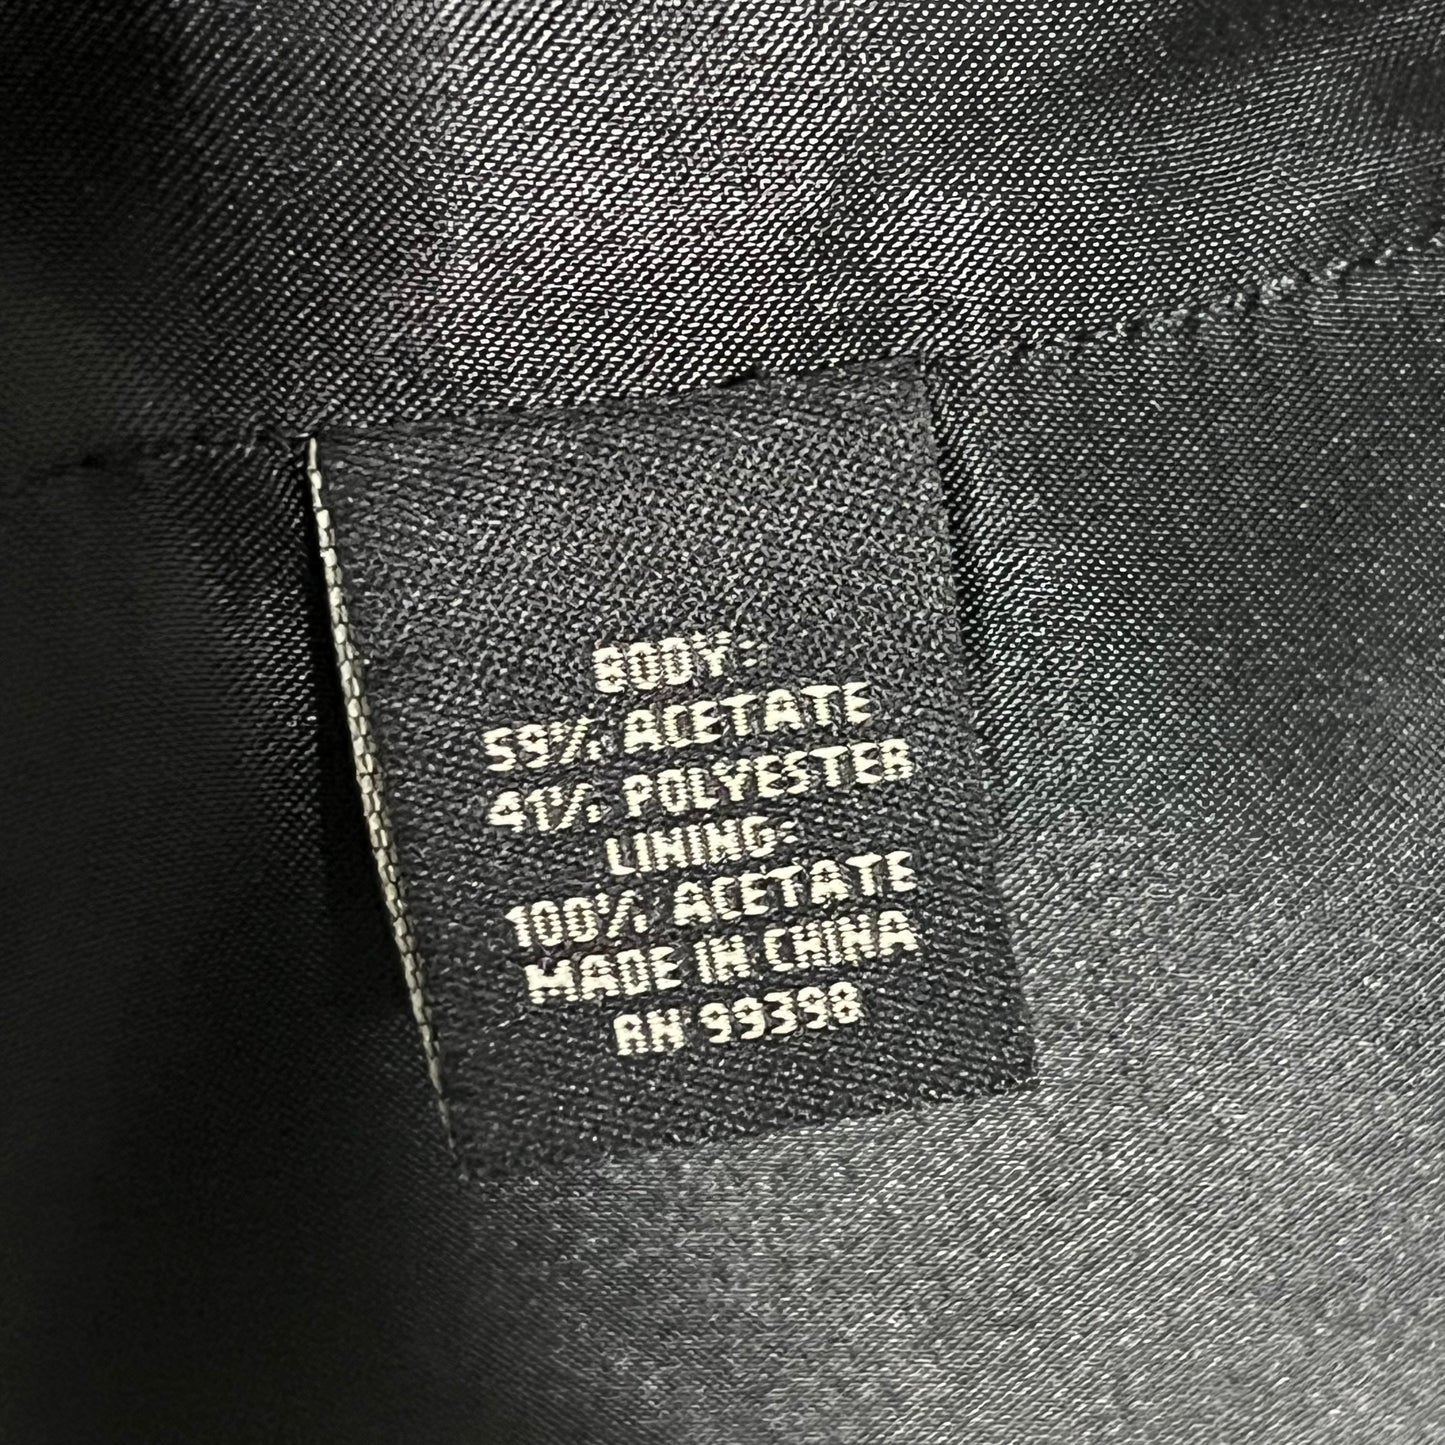 BODY:
59% ACETATE
41% POLYESTER
LINING:
100% ACETATE
MADE IN CHINA
RN 99398